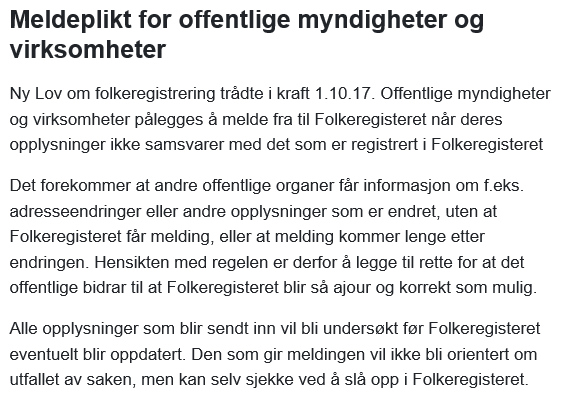 Meldeplikt for offentlige myndigheter og
virksomheter
Ny Lov om folkeregistrering trådte i kraft 1.10.17. Offentlige myndigheter
og virksomheter pålegges å melde fra til Folkeregisteret når deres
opplysninger ikke samsvarer med det som er registrert i Folkeregisteret
Det forekommer at andre offentlige organer får informasjon om f.eks.
adresseendringer eller andre opplysninger som er endret, uten at
Folkeregisteret får melding, eller at melding kommer lenge etter
endringen. Hensikten med regelen er derfor å legge til rette for at det
offentlige bidrar til at Folkeregisteret blir så ajour og korrekt som mulig.
Alle opplysninger som blir sendt inn vil bli undersøkt før Folkeregisteret
eventuelt blir oppdatert. Den som gir meldingen vil ikke bli orientert om
utfallet av saken, men kan selv sjekke ved å slå opp i Folkeregisteret.